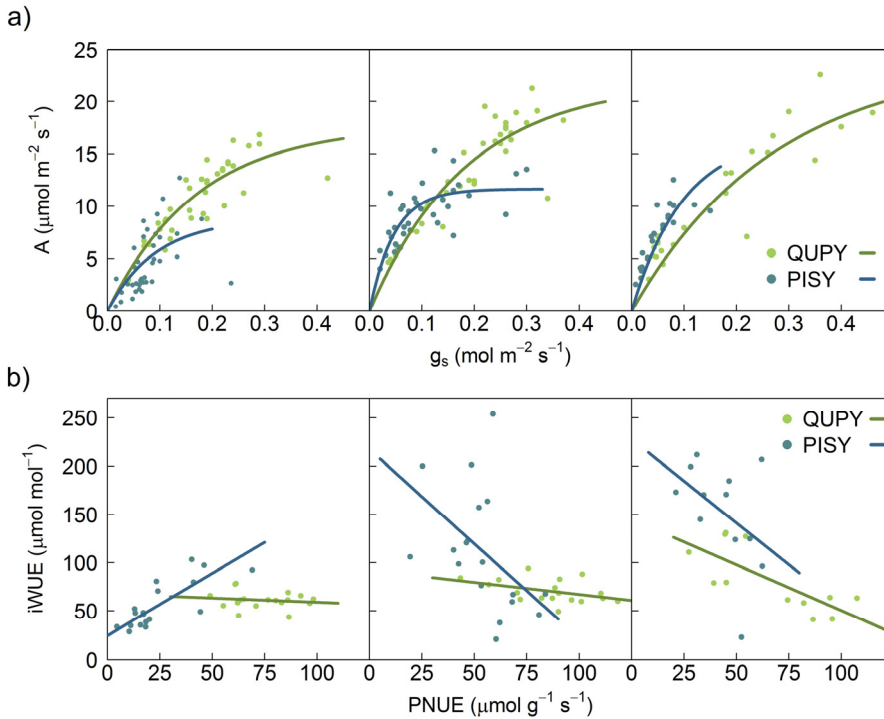 a)
25
20
15
10
5
0
A (μmol m⁻² s⁻¹)
QUPY
PISY
0.0 0.1 0.2 0.3 0.4 0.0 0.1 0.2 0.3 0.4 0.0 0.1 0.2 0.3 0.4
gₛ (mol m⁻² s⁻¹)
b)
250
200
150
100
50
0
iWUE (μmol mol⁻¹)
QUPY
PISY
0 25 50 75 100 0 25 50 75 100 0 25 50 75 100
PNUE (μmol g⁻¹ s⁻¹)